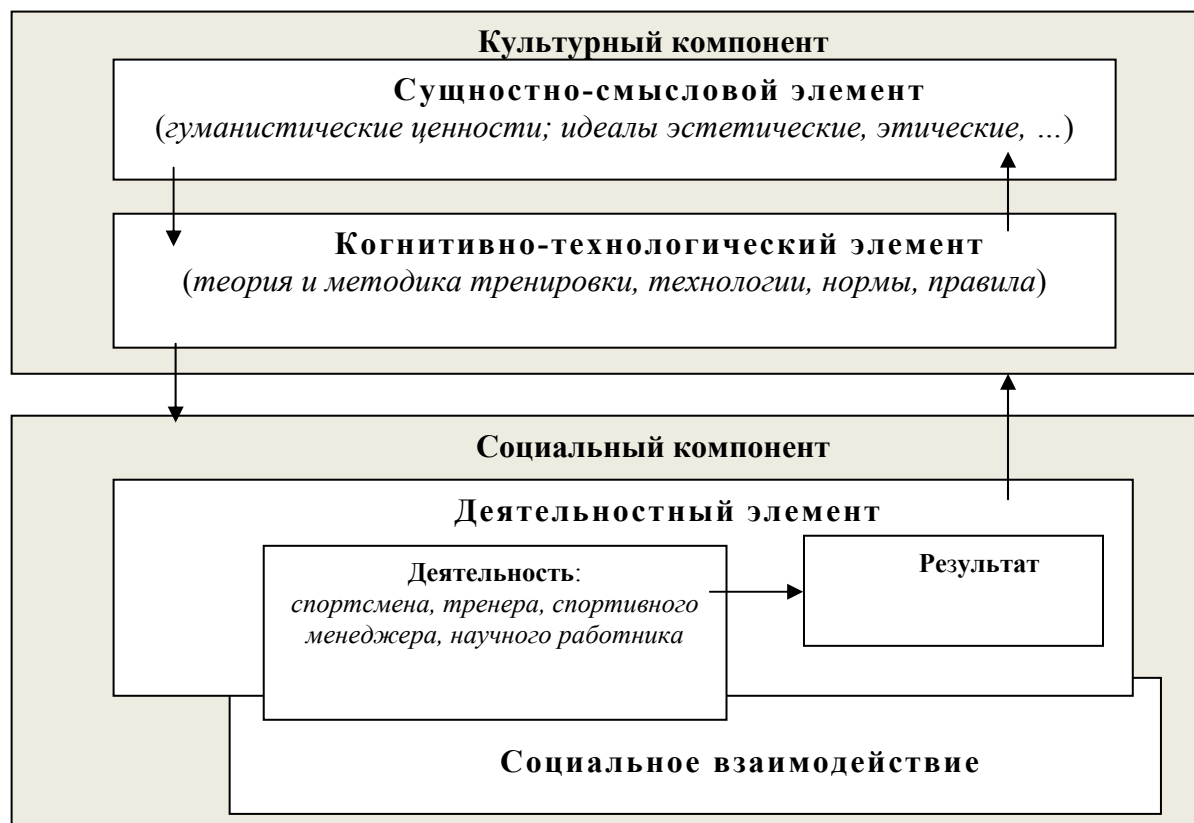 Культурный компонент
Сущностно-смысловой элемент
(гуманистические ценности; идеалы эстетические, этические, …)
Когнитивно-технологический элемент
(теория и методика тренировки, технологии, нормы, правила)
Социальный компонент
Деятельностный элемент
Деятельность:
спортсмена, тренера, спортивного
менеджера, научного работника
Результат
Социальное взаимодействие